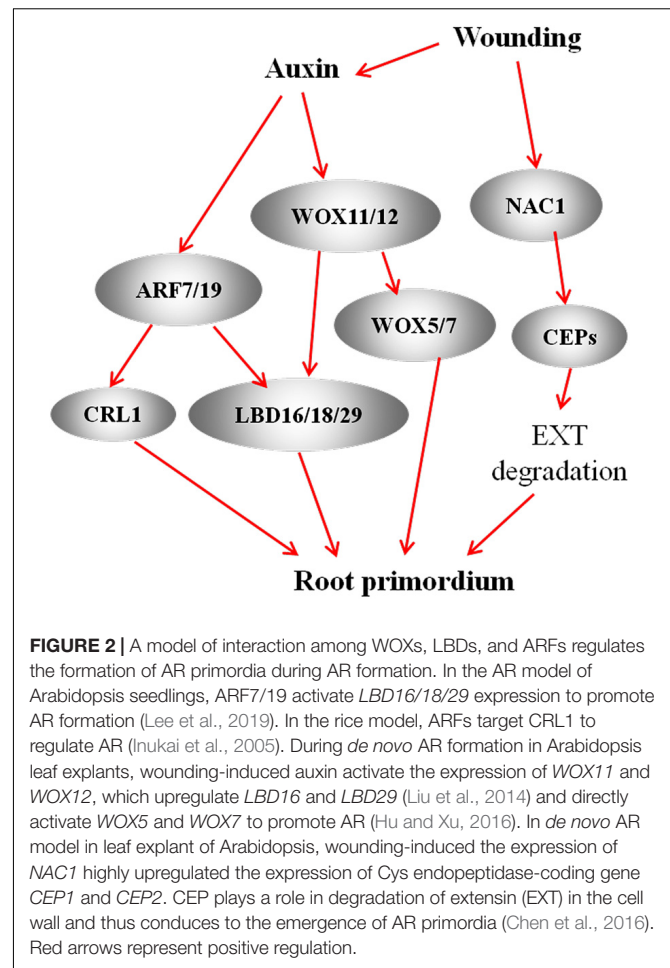 Wounding
Auxin
WOX11/12
NAC1
ARF7/19
WOX5/7
CEPs
CRL1
LBD16/18/29
EXT
degradation
Root primordium
FIGURE 2 | A model of interaction among WOXs, LBDs, and ARFs regulates
the formation of AR primordia during AR formation. In the AR model of
Arabidopsis seedlings, ARF7/19 activate LBD16/18/29 expression to promote
AR formation (Lee et al., 2019). In the rice model, ARFs target CRL1 to
regulate AR (Inukai et al., 2005). During de novo AR formation in Arabidopsis
leaf explants, wounding-induced auxin activate the expression of WOX11 and
WOX12, which upregulate LBD16 and LBD29 (Liu et al., 2014) and directly
activate WOX5 and WOX7 to promote AR (Hu and Xu, 2016). In de novo AR
model in leaf explant of Arabidopsis, wounding-induced the expression of
NAC1 highly upregulated the expression of Cys endopeptidase-coding gene
CEP1 and CEP2. CEP plays a role in degradation of extensin (EXT) in the cell
wall and thus conduces to the emergence of AR primordia (Chen et al., 2016).
Red arrows represent positive regulation.